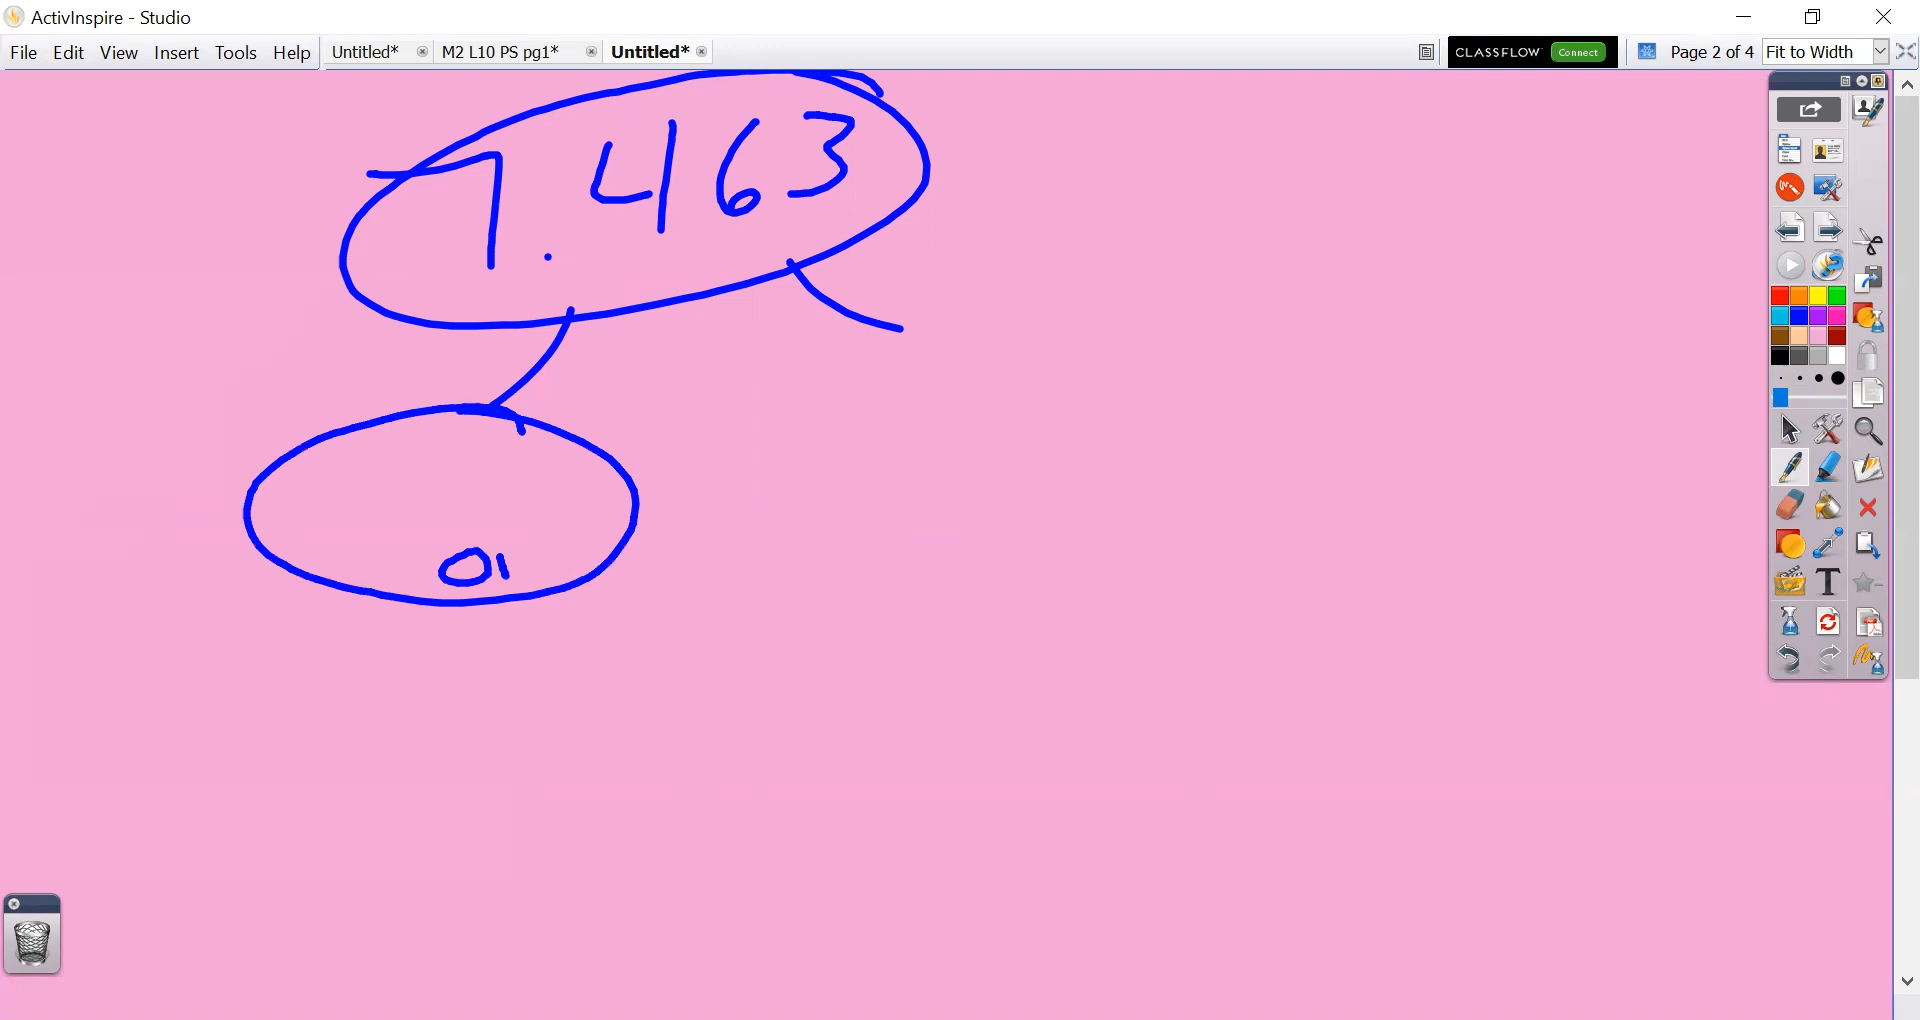 ActivInspire - Studio
File Edit View Insert Tools Help
Untitled* M2 L10 PS pg1* Untitled*
CLASSFLOW Connect
Page 2 of 4 Fit to Width
7.463